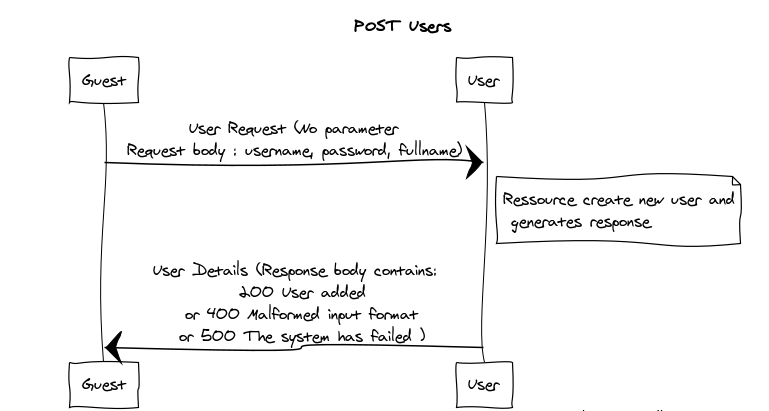 POST Users
Guest
User
User Request (No parameter
Request body : username, password, fullname)
Ressource create new user and
generates response
User Details (Response body contains:
200 User added
or 400 Malformed input format
or 500 The system has failed )
Guest
User